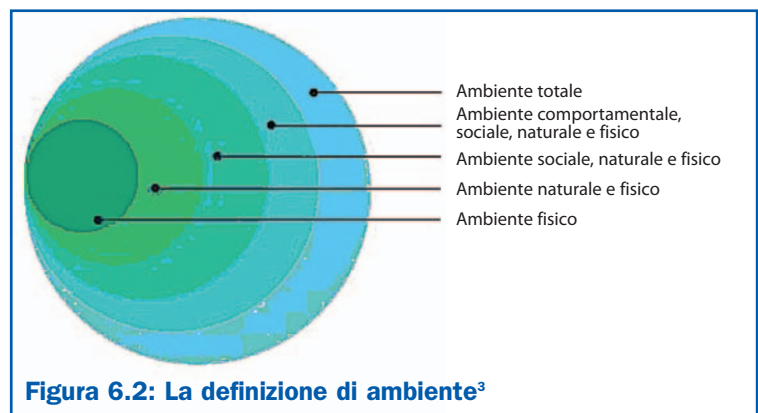 Ambiente totale
Ambiente comportamentale,
sociale, naturale e fisico
Ambiente sociale, naturale e fisico
Ambiente naturale e fisico
Ambiente fisico
Figura 6.2: La definizione di ambiente³